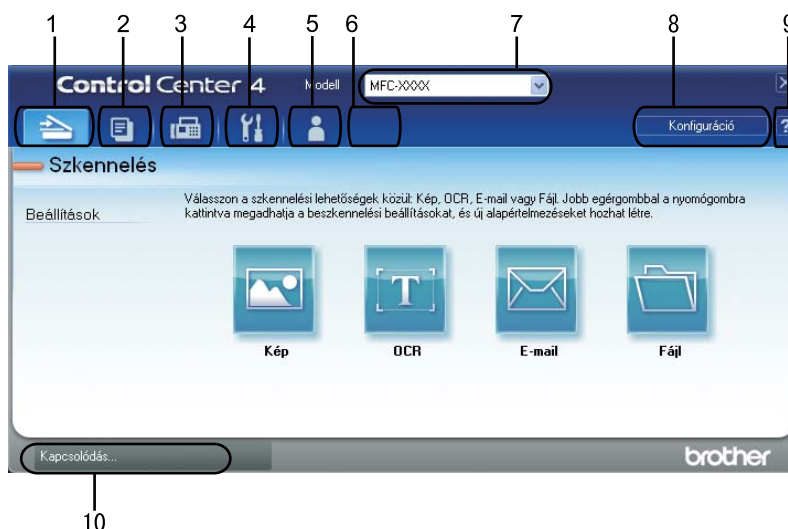 1 2 3 4 5 6 7 8 9
Control Center 4 Modell MFC-XXXX
Konfiguráció ?
Szkennelés
Beállítások
Válasszon a szkennelési lehetőségek közül: Kép, OCR, E-mail vagy Fájl. Jobb egérgombbal a nyomógombra
kattintva megadhatja a beszkennelési beállításokat, és új alapértelmezéseket hozhat létre.
T
Kép OCR E-mail Fájl
Kapcsolódás... brother
10